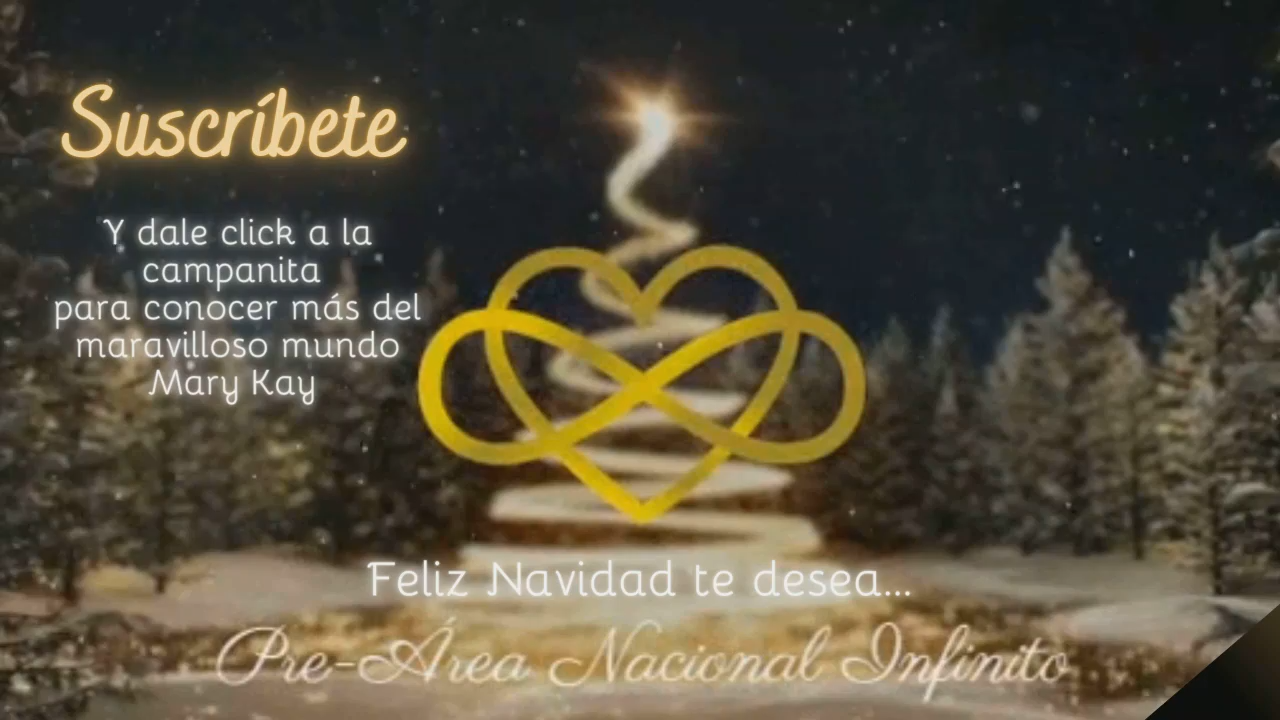 Suscríbete
Y dale click a la
campanita
para conocer más del
maravilloso mundo
Mary Kay
Feliz Navidad te desea...
Pre-Área Nacional Infinito